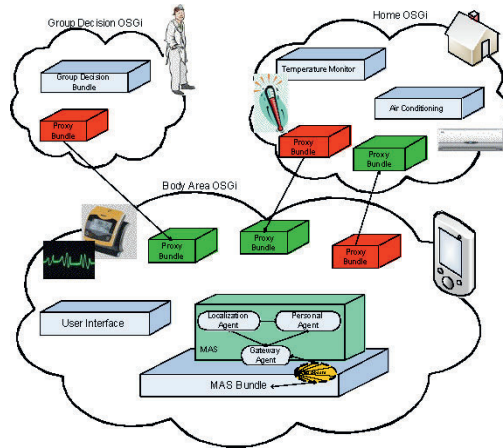 Group Decision OSGi
Home OSGi
Group Decision
Bundle
Temperature Monitor
Air Conditioning
Proxy
Bundle
Proxy
Bundle
Proxy
Bundle
Body Area OSGi
Proxy
Bundle
Proxy
Bundle
Proxy
Bundle
User Interface
Localization
Agent
Personal
Agent
MAS
Gateway
Agent
MAS Bundle